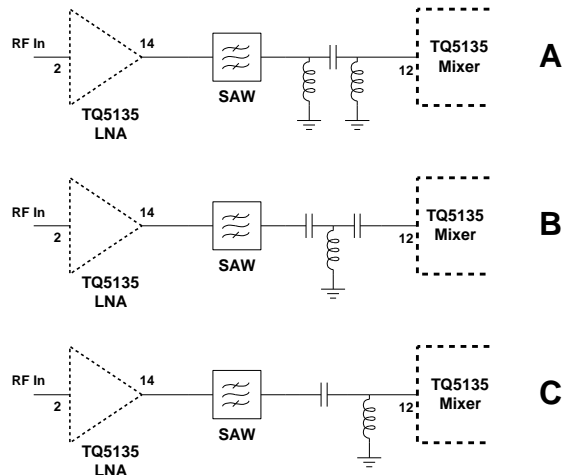 RF In
2
14
TQ5135
LNA
SAW
12
TQ5135
Mixer
A
RF In
2
14
TQ5135
LNA
SAW
12
TQ5135
Mixer
B
RF In
2
14
TQ5135
LNA
SAW
12
TQ5135
Mixer
C